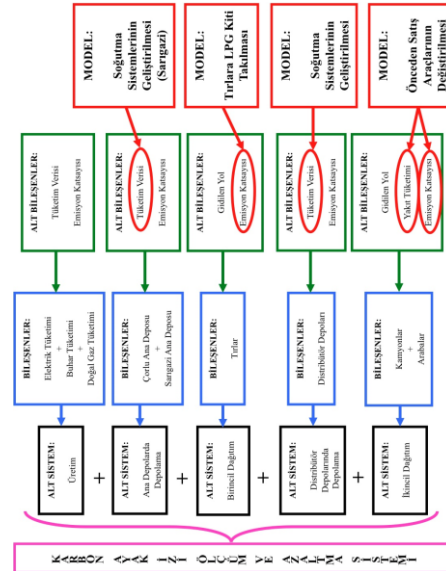 KARBON AYAK İZİ ÖLÇÜM VE AZALTMA SİSTEMİ
ALT SİSTEM:
Üretim
+
ALT SİSTEM:
Ana Depolarda
Depolama
+
ALT SİSTEM:
Birincil Dağıtım
+
ALT SİSTEM:
Distribütör
Depolarında
Depolama
+
ALT SİSTEM:
İkincil Dağıtım
BİLEŞENLER:
Elektrik Tüketimi
+
Buhar Tüketimi
+
Doğal Gaz Tüketimi
BİLEŞENLER:
Çorlu Ana Deposu
+
Sarıgazi Ana Deposu
BİLEŞENLER:
Tırlar
BİLEŞENLER:
Distribütör Depoları
BİLEŞENLER:
Kamyonlar
+
Arabalar
ALT BİLEŞENLER:
Tüketim Verisi
Emisyon Katsayısı
ALT BİLEŞENLER:
Tüketim Verisi
Emisyon Katsayısı
ALT BİLEŞENLER:
Gidilen Yol
Emisyon Katsayısı
ALT BİLEŞENLER:
Tüketim Verisi
Emisyon Katsayısı
ALT BİLEŞENLER:
Gidilen Yol
Yakıt Tüketimi
Emisyon Katsayısı
MODEL:
Soğutma
Sistemlerinin
Geliştirilmesi
(Sarıgazi)
MODEL:
Tırlara LPG Kiti
Takılması
MODEL:
Soğutma
Sistemlerinin
Geliştirilmesi
MODEL:
Önceden Satış
Araçlarının
Değiştirilmesi